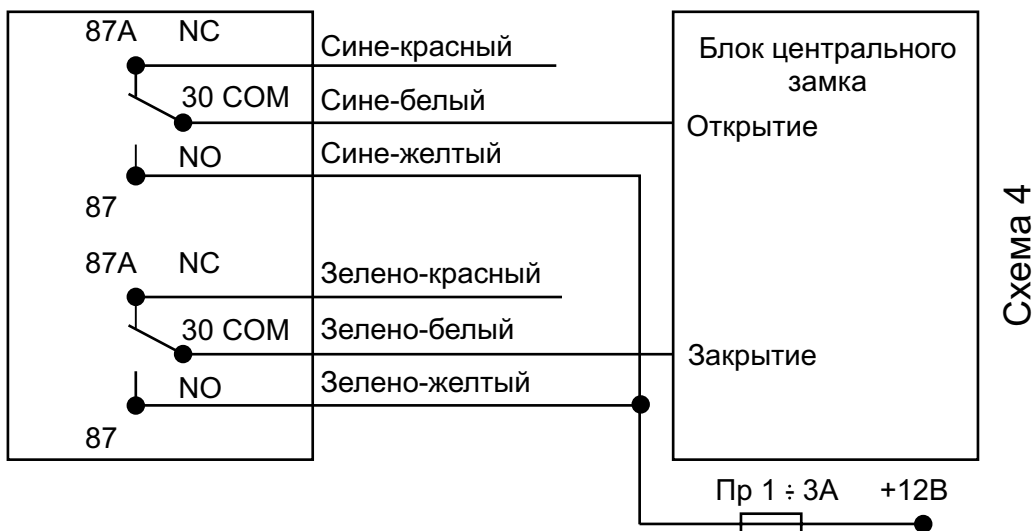 87A NC
Сине-красный
30 COM Сине-белый
NO Сине-желтый
87
87A NC
Зелено-красный
30 COM Зелено-белый
NO Зелено-желтый
87
Блок центрального
замка
Открытие
Закрытие
Пр 1 ÷ 3А +12В
Схема 4